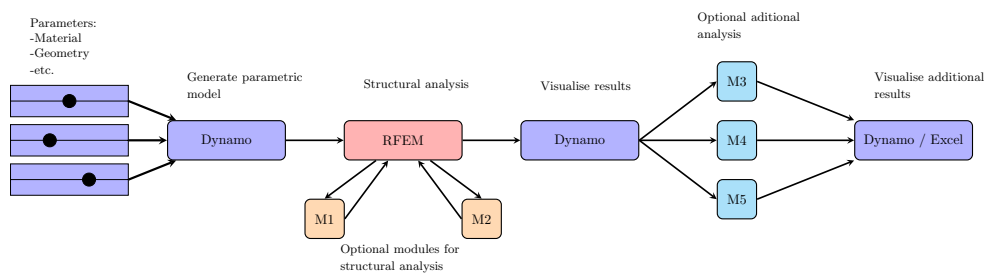 Parameters:
-Material
-Geometry
-etc.
Generate parametric
model
Dynamo
Structural analysis
RFEM
M1
M2
Optional modules for
structural analysis
Visualise results
Dynamo
Optional aditional
analysis
M3
M4
M5
Visualise additional
results
Dynamo / Excel